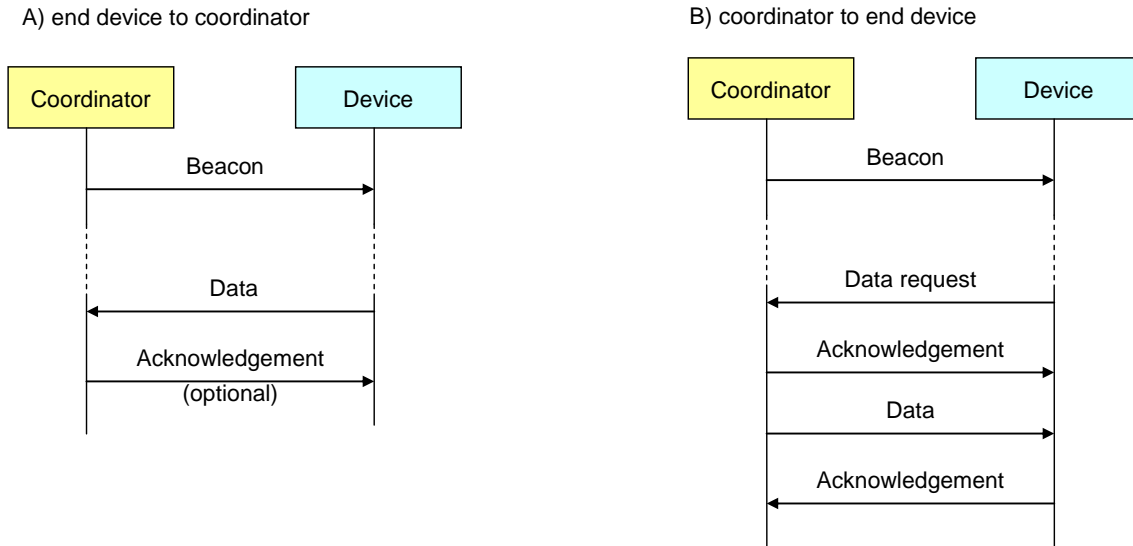 A) end device to coordinator
Coordinator
Device
Beacon
Data
Acknowledgement
(optional)
B) coordinator to end device
Coordinator
Device
Beacon
Data request
Acknowledgement
Data
Acknowledgement